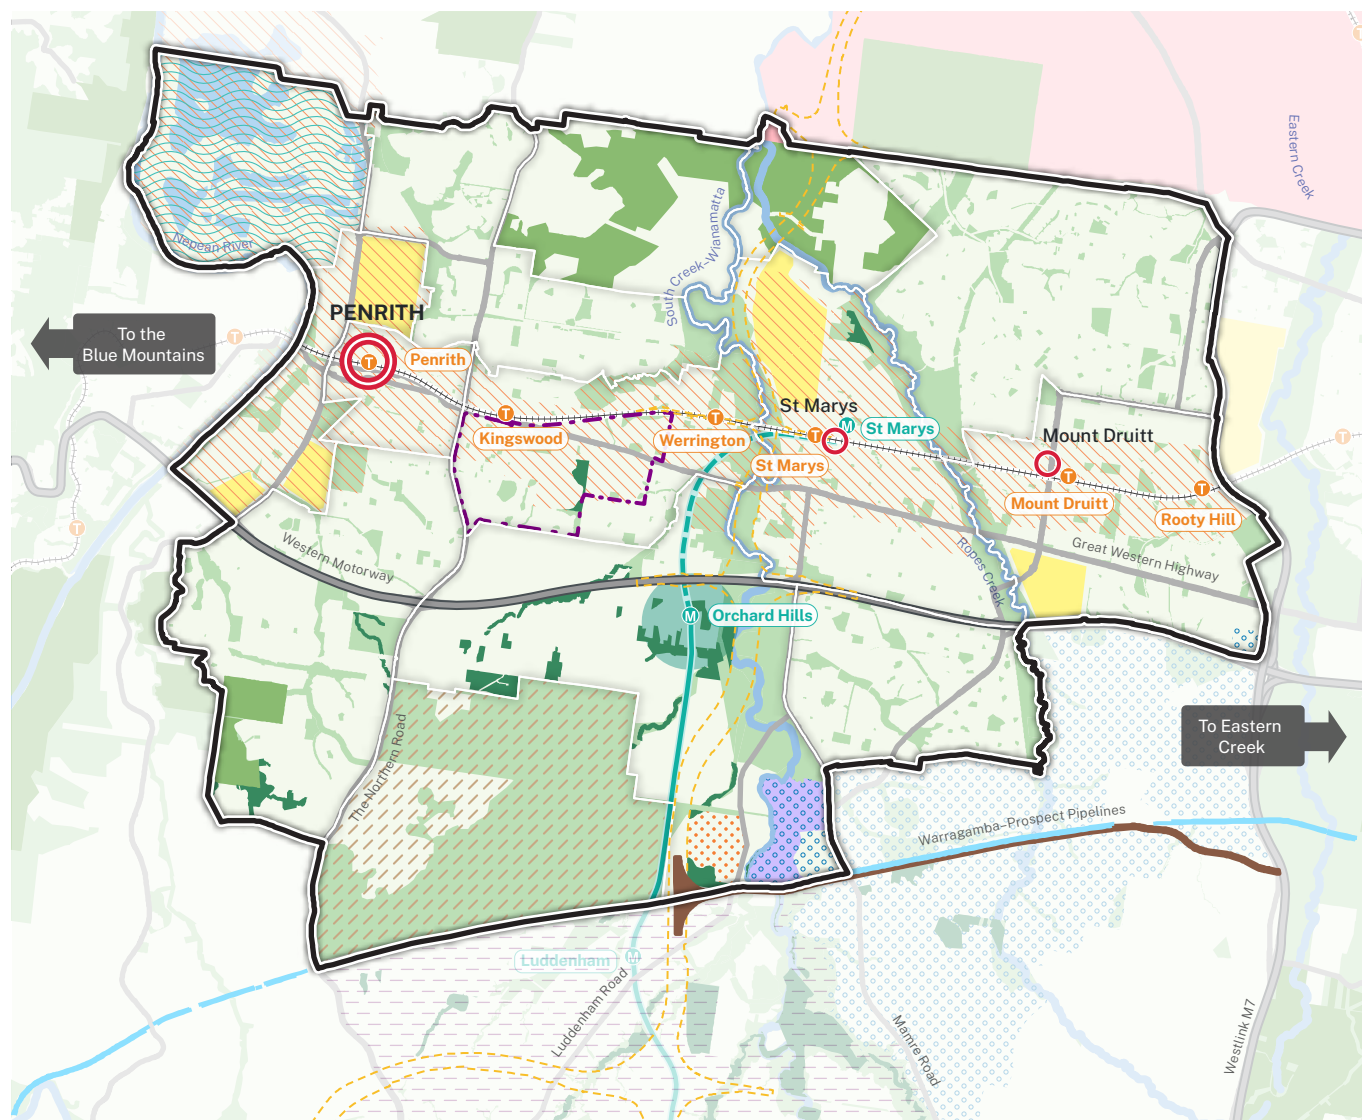 Eastern Creek
Nepean River
South Creek–Wianamatta
PENRITH
To the
Blue Mountains
T
T
Penrith
T
Kingswood
T
Werrington
St Marys
T
M
St Marys
St Marys
Mount Druitt
T
Mount Druitt
T
Rooty Hill
T
T
T
Western Motorway
Great Western Highway
Ropes Creek
M
Orchard Hills
The Northern Road
To Eastern
Creek
Warragamba–Prospect Pipelines
Luddenham
M
Luddenham Road
Mamre Road
Westlink M7